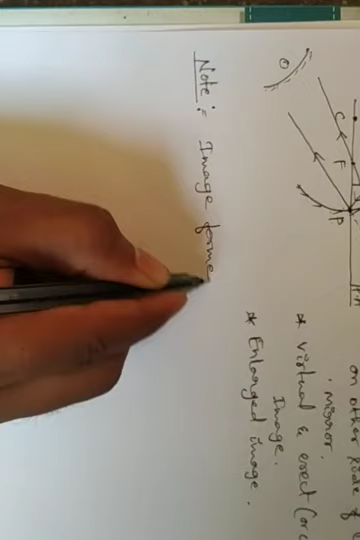 on other side of
mirror.
* Virtual & erect
Image.
* Enlarged image.
Note :- Image forme
C
F
P